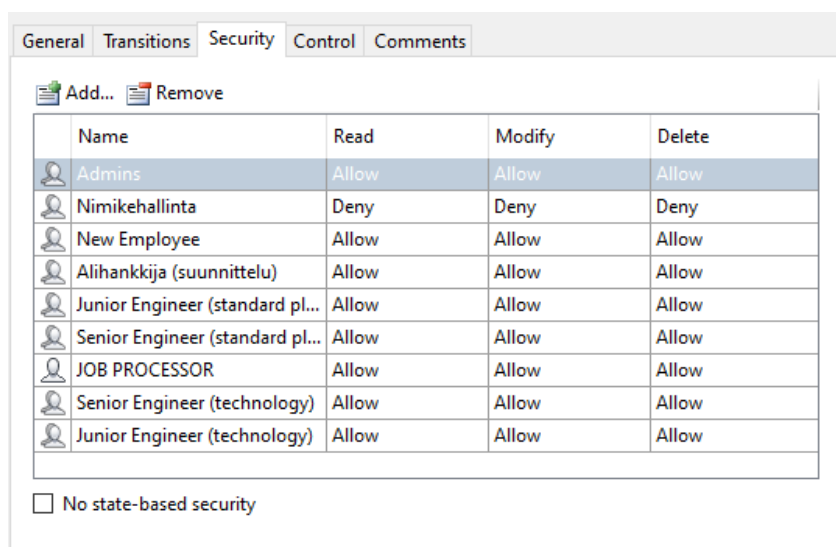 General Transitions Security Control Comments
Add... Remove
Name Read Modify Delete
Admins Allow Allow Allow
Nimikehallinta Deny Deny Deny
New Employee Allow Allow Allow
Alihankkija (suunnittelu) Allow Allow Allow
Junior Engineer (standard pl... Allow Allow Allow
Senior Engineer (standard pl... Allow Allow Allow
JOB PROCESSOR Allow Allow Allow
Senior Engineer (technology) Allow Allow Allow
Junior Engineer (technology) Allow Allow Allow
No state-based security